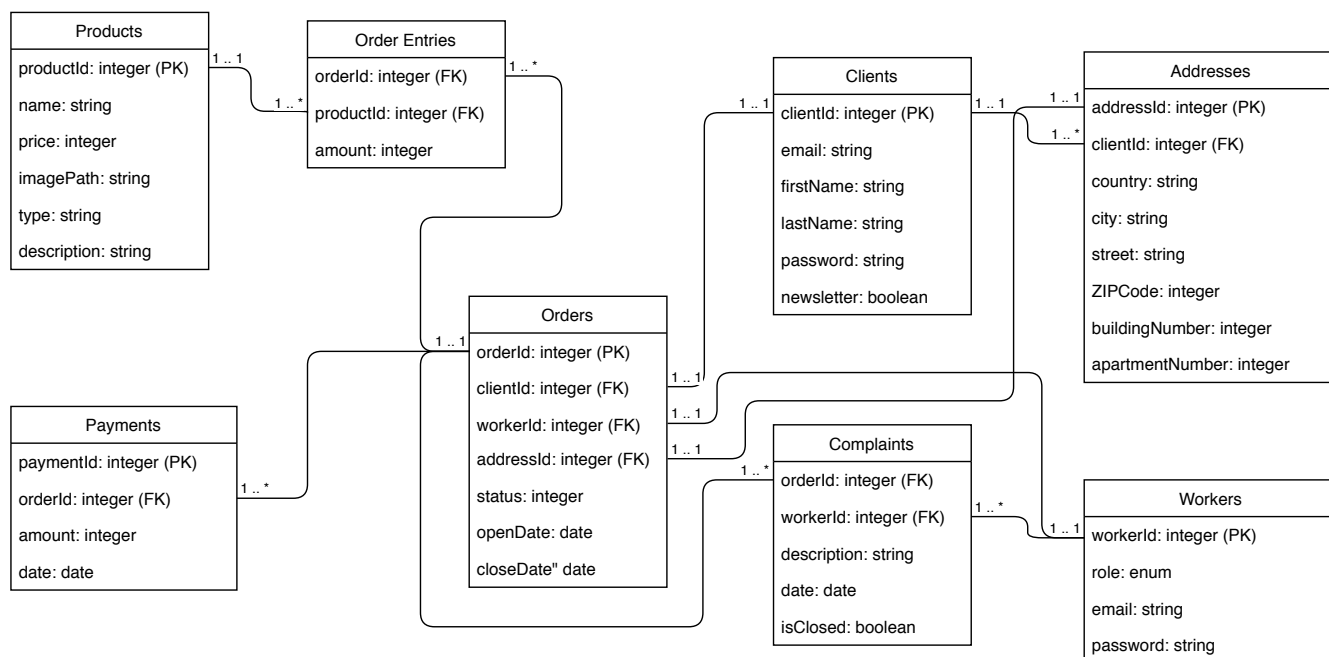 Products
productId: integer (PK)
name: string
price: integer
imagePath: string
type: string
description: string
1 .. 1
1 .. *
Order Entries
orderId: integer (FK)
productId: integer (FK)
amount: integer
1 .. *
Clients
clientId: integer (PK)
email: string
firstName: string
lastName: string
password: string
newsletter: boolean
1 .. 1
1 .. 1
Addresses
addressId: integer (PK)
clientId: integer (FK)
country: string
city: string
street: string
ZIPCode: integer
buildingNumber: integer
apartmentNumber: integer
1 .. 1
1 .. *
Orders
orderId: integer (PK)
clientId: integer (FK)
workerId: integer (FK)
addressId: integer (FK)
status: integer
openDate: date
closeDate" date
1 .. 1
1 .. 1
1 .. 1
1 .. 1
Payments
paymentId: integer (PK)
orderId: integer (FK)
amount: integer
date: date
1 .. *
Complaints
orderId: integer (FK)
workerId: integer (FK)
description: string
date: date
isClosed: boolean
1 .. *
1 .. *
Workers
workerId: integer (PK)
role: enum
email: string
password: string
1 .. 1